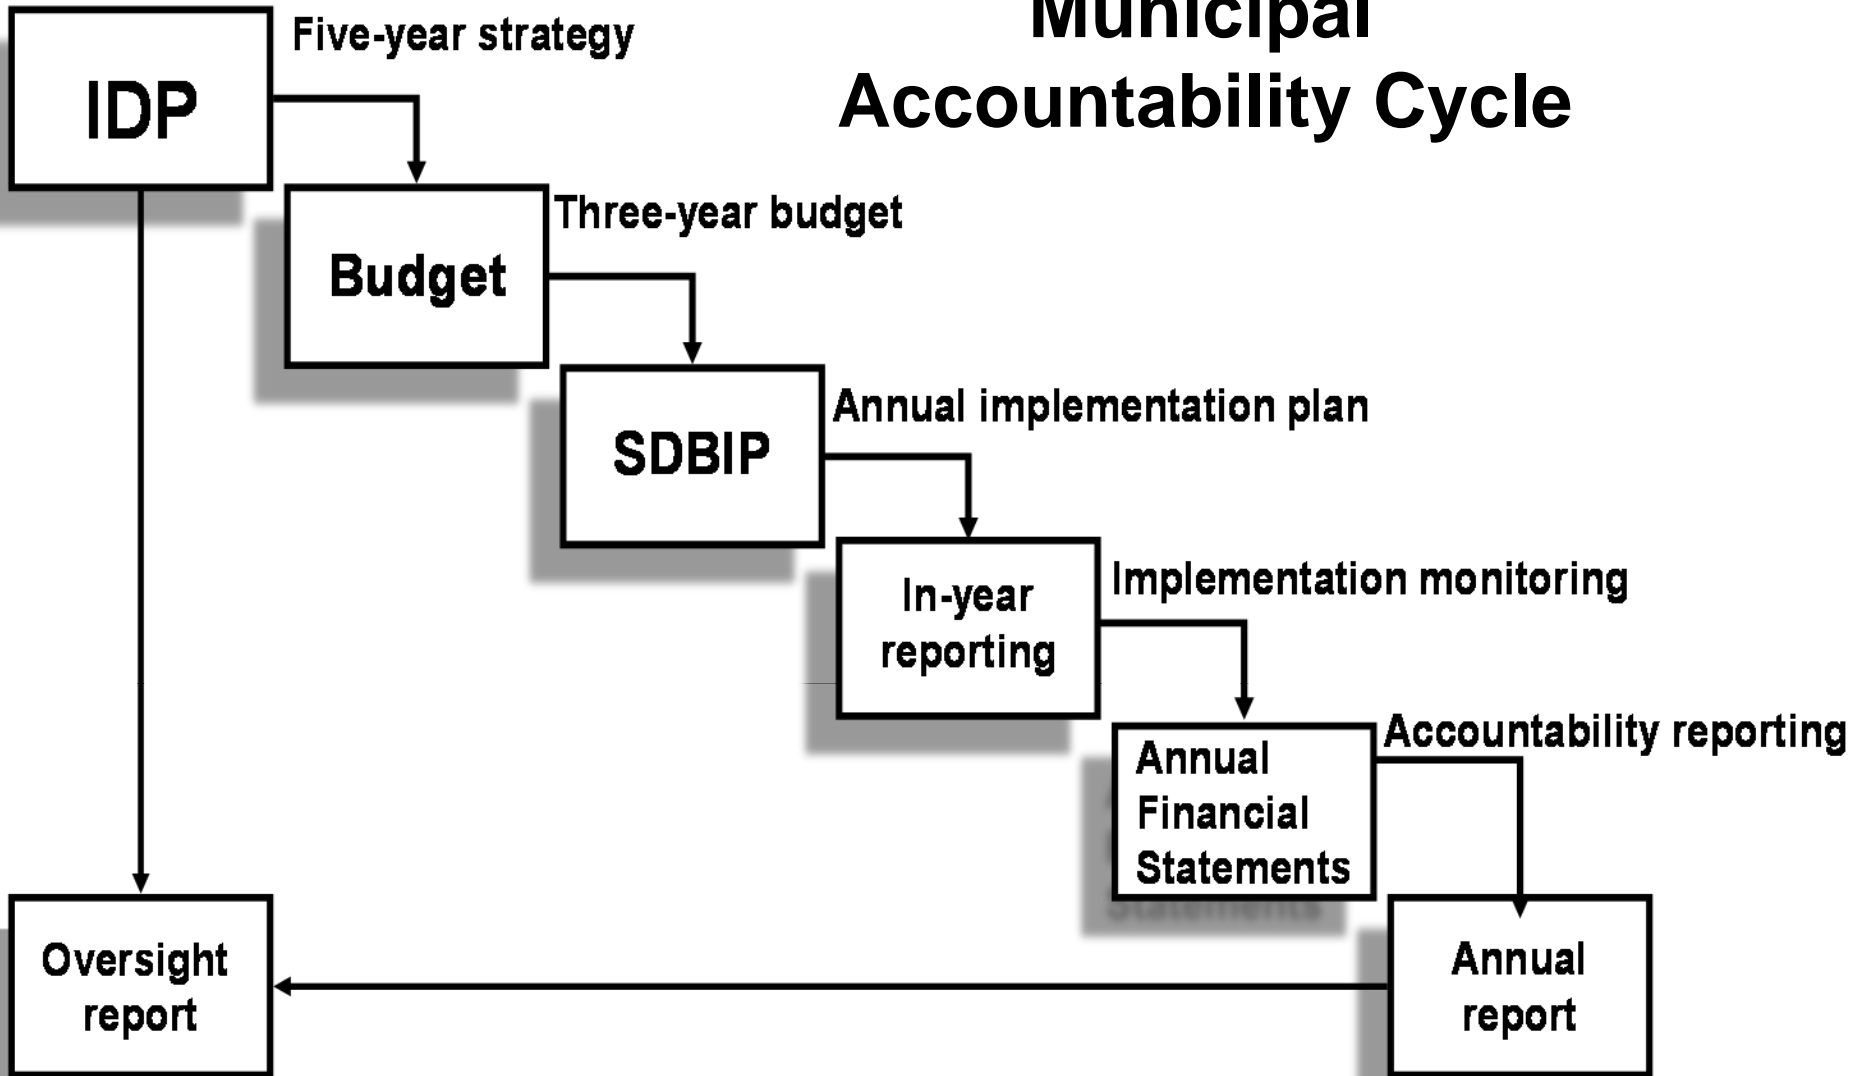 Municipal
Accountability Cycle
Five-year strategy
IDP
Three-year budget
Budget
Annual implementation plan
SDBIP
Implementation monitoring
In-year
reporting
Accountability reporting
Annual
Financial
Statements
Oversight
report
Annual
report